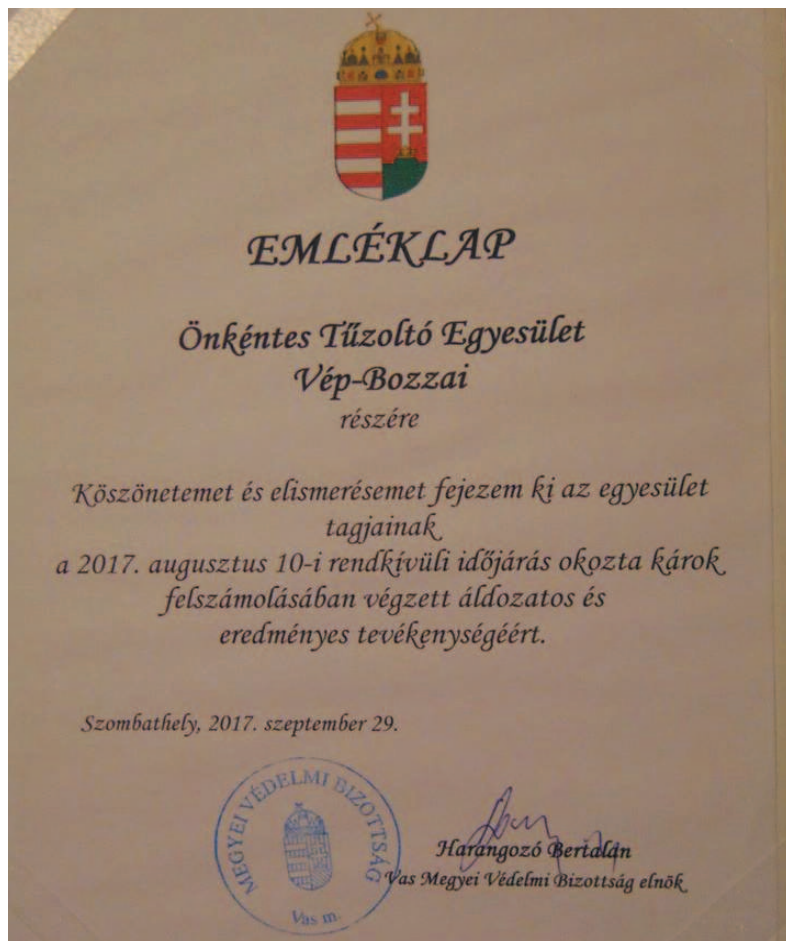 EMLÉKLAP
Önkéntes Tűzoltó Egyesület
Vép-Bozzai
részére
Köszönetemet és elismerésemet fejezem ki az egyesület
tagjainak
a 2017. augusztus 10-i rendkívüli időjárás okozta károk
felszámolásában végzett áldozatos és
eredményes tevékenységéért.
Szombathely, 2017. szeptember 29.
MEGYEI VÉDELMI BIZOTTSÁG
Vas m.
Harangozó Bertalan
Vas Megyei Védelmi Bizottság elnök